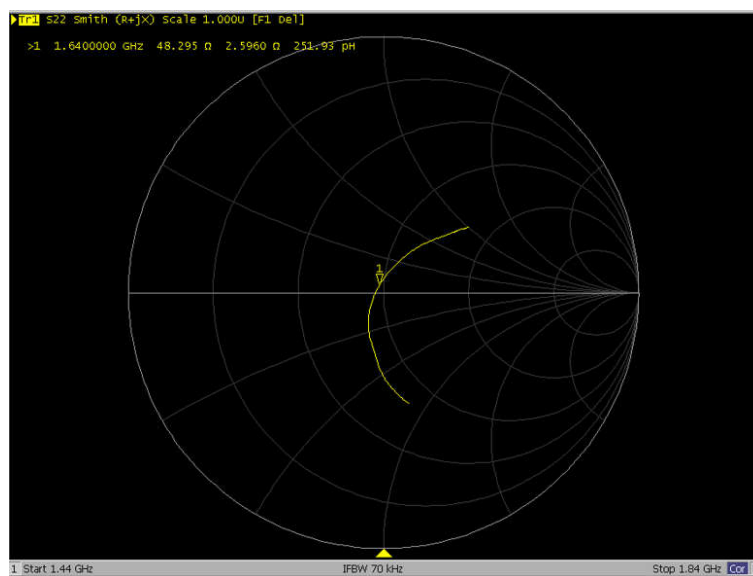 Tr1 S22 Smith (R+jX) Scale 1.000U [F1 Del]
>1 1.6400000 GHz 48.295 Ω 2.5960 Ω 251.93 pH
1
1 Start 1.44 GHz IFBW 70 kHz Stop 1.84 GHz Cor